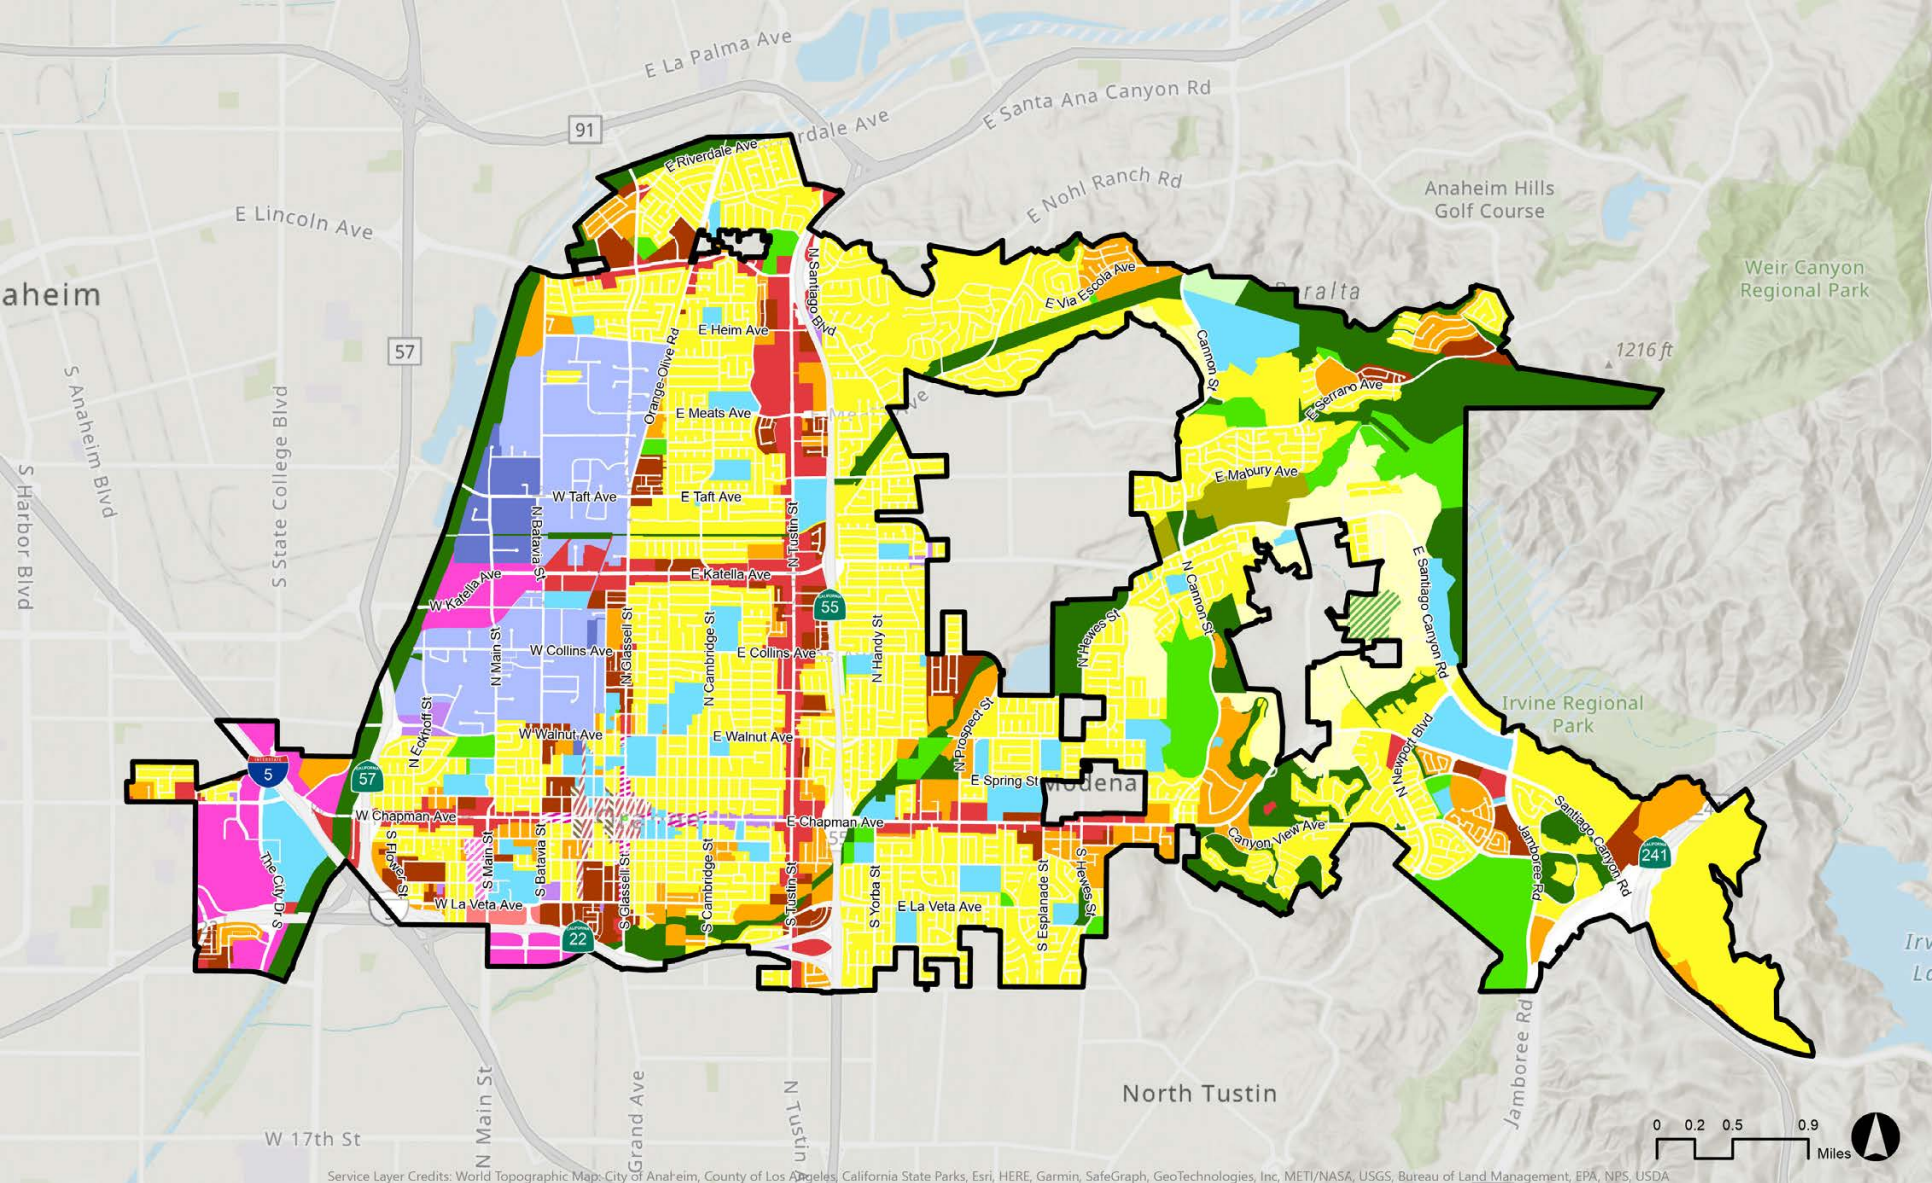 E La Palma Ave
E Santa Ana Canyon Rd
91
rdale Ave
E Riverdale Ave
E Nohl Ranch Rd
Anaheim Hills
Golf Course
E Lincoln Ave
Weir Canyon
Regional Park
aheim
N Santiago Blvd
E Via Escola Ave
Peralta
E Heim Ave
Cannon St
57
1216 ft
Orange-Olive Rd
S Anaheim Blvd
S State College Blvd
E Serrano Ave
E Meats Ave
E Meats Ave
S Harbor Blvd
E Mabury Ave
W Taft Ave
E Taft Ave
N Batavia St
N Tustin St
W Katella Ave
E Katella Ave
55
N Cannon St
E Santiago Canyon Rd
N Main St
W Collins Ave
N Glassell St
N Cambridge St
E Collins Ave
N Handy St
N Hewes St
Irvine Regional
Park
N Eckhoff St
W Walnut Ave
E Walnut Ave
N Prospect St
N Newport Blvd
INTERSTATE
5
CALIFORNIA
57
E Spring St
Modena
W Chapman Ave
E Chapman Ave
55
Canyon View Ave
Santiago Canyon Rd
Jamboree Rd
241
The City Dr S
S Flower St
S Main St
S Batavia St
S Glassell St
S Cambridge St
S Tustin St
S Yorba St
S Esplanade St
S Hewes St
W La Veta Ave
E La Veta Ave
22
Irv
La
N Main St
Grand Ave
N Tustin
Jamboree Rd
North Tustin
W 17th St
0 0.2 0.5 0.9
Miles
Service Layer Credits: World Topographic Map: City of Anaheim, County of Los Angeles, California State Parks, Esri, HERE, Garmin, SafeGraph, GeoTechnologies, Inc, METI/NASA, USGS, Bureau of Land Management, EPA, NPS, USDA